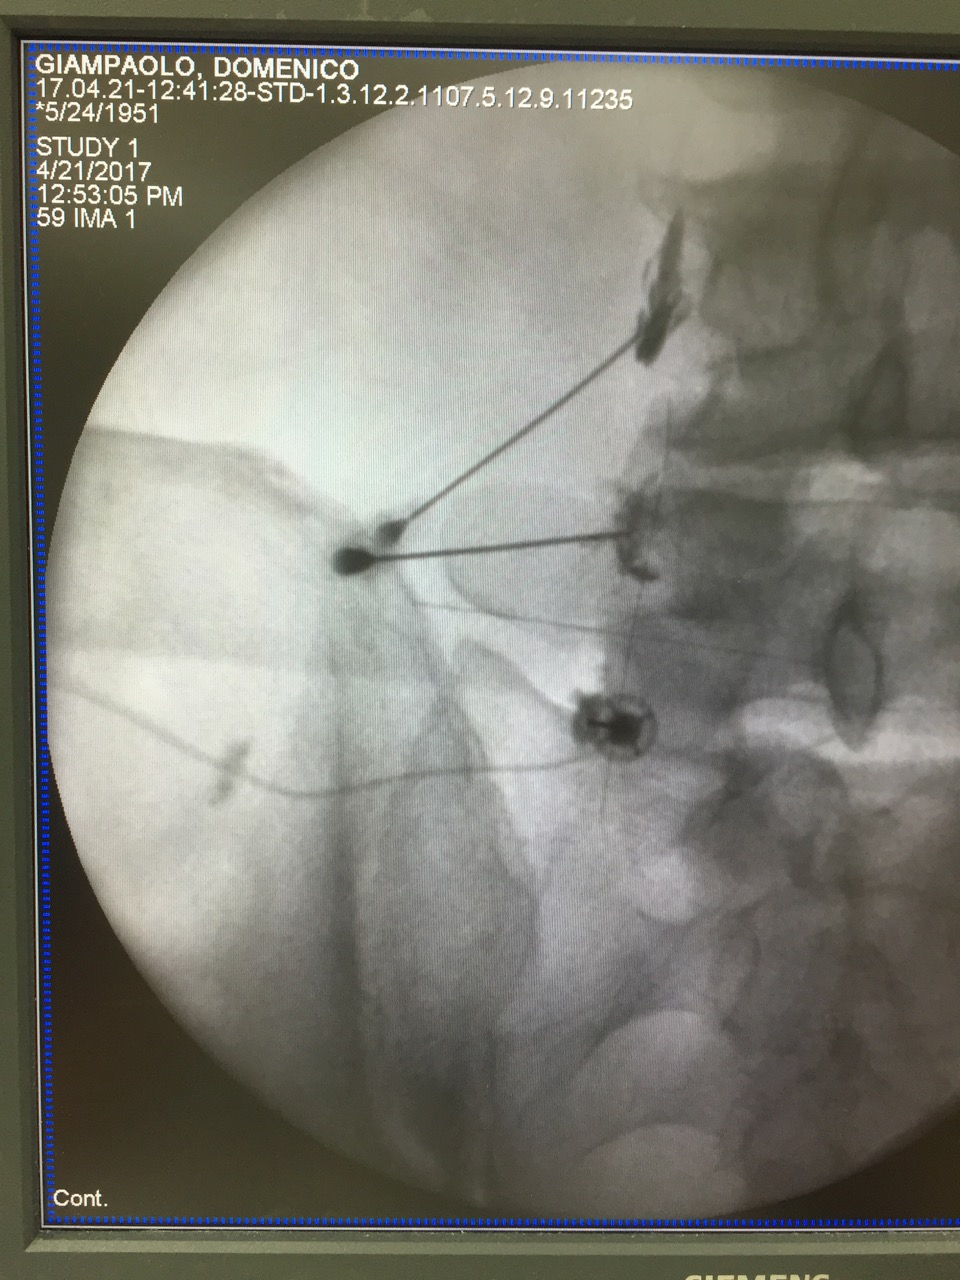 GIAMPAOLO, DOMENICO
17.04.21-12:41:28-STD-1.3.12.2.1107.5.12.9.11235
*5/24/1951
STUDY 1
4/21/2017
12:53:05 PM
59 IMA 1
Cont.
SIEMENS